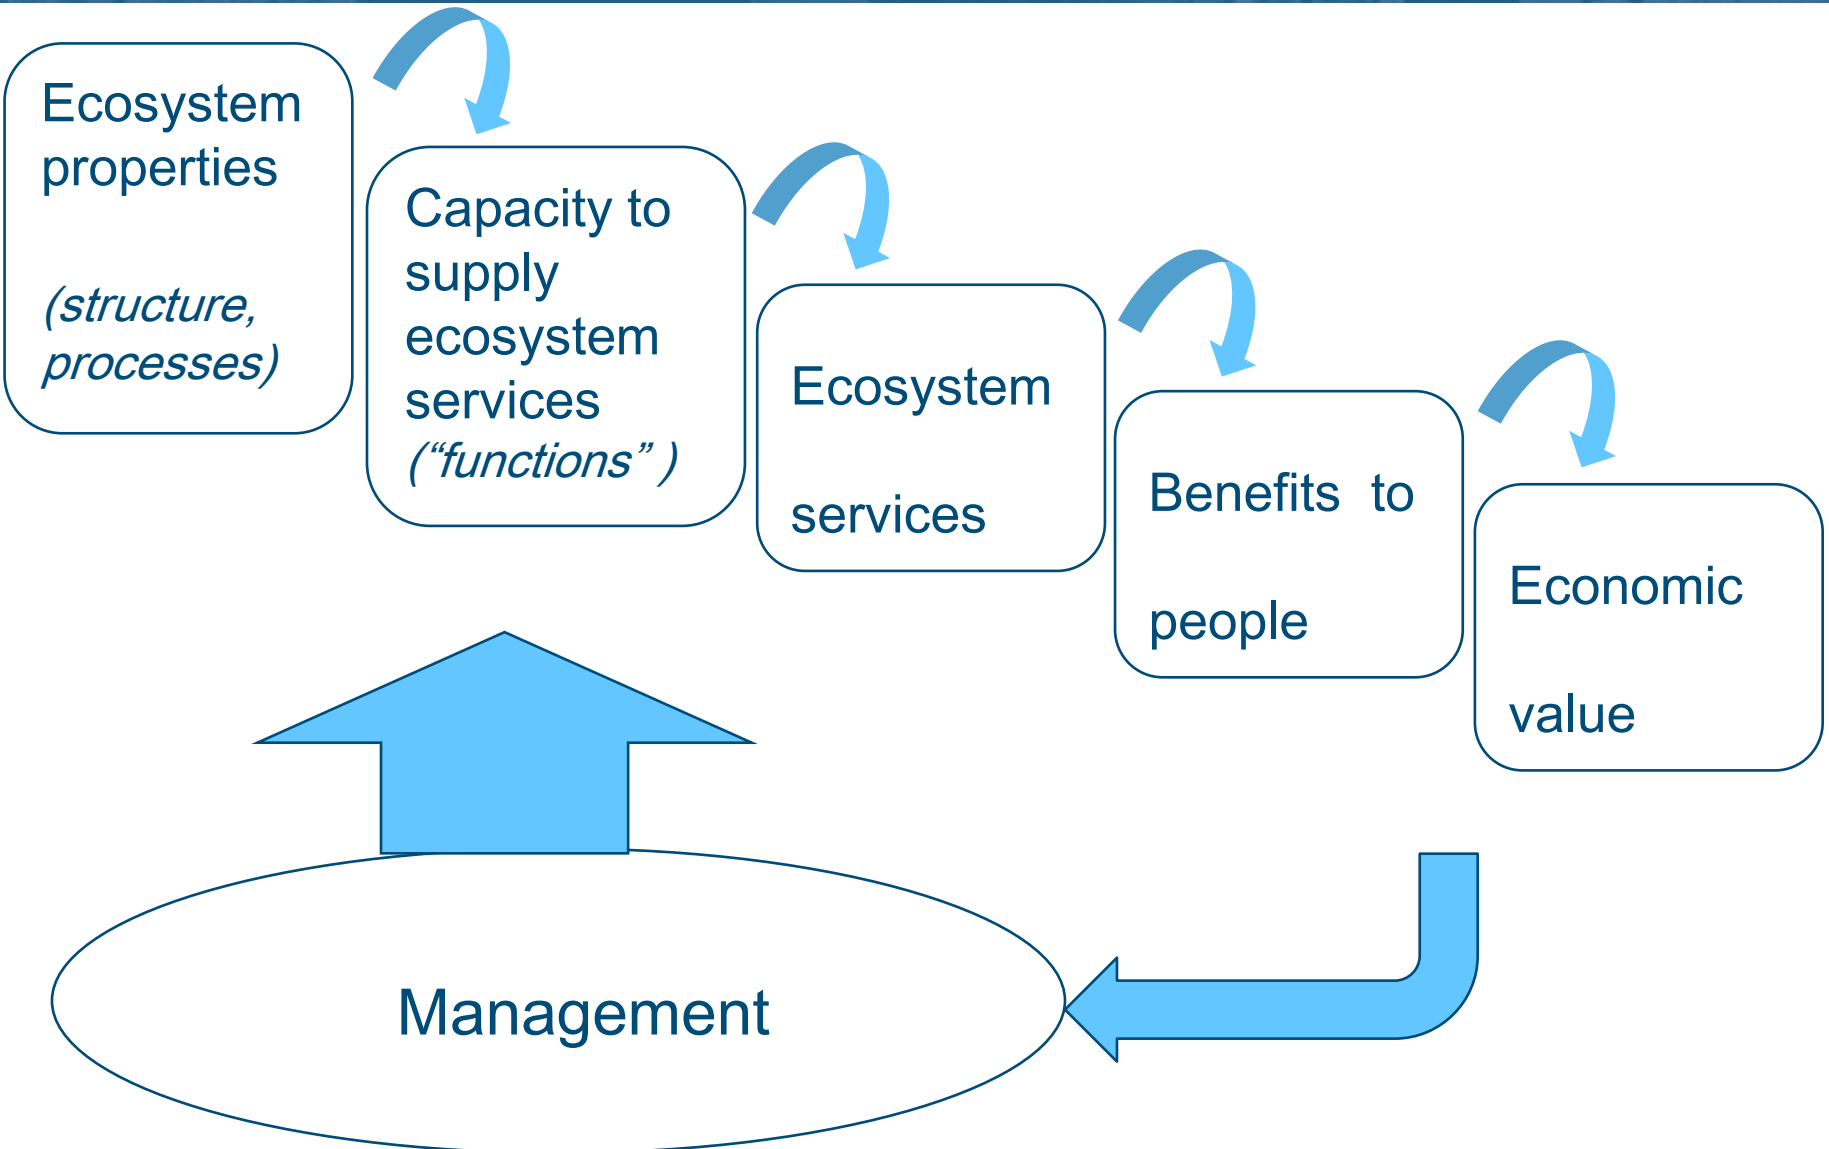 Ecosystem
properties
(structure,
processes)
Capacity to
supply
ecosystem
services
(“functions” )
Ecosystem
services
Benefits to
people
Economic
value
Management